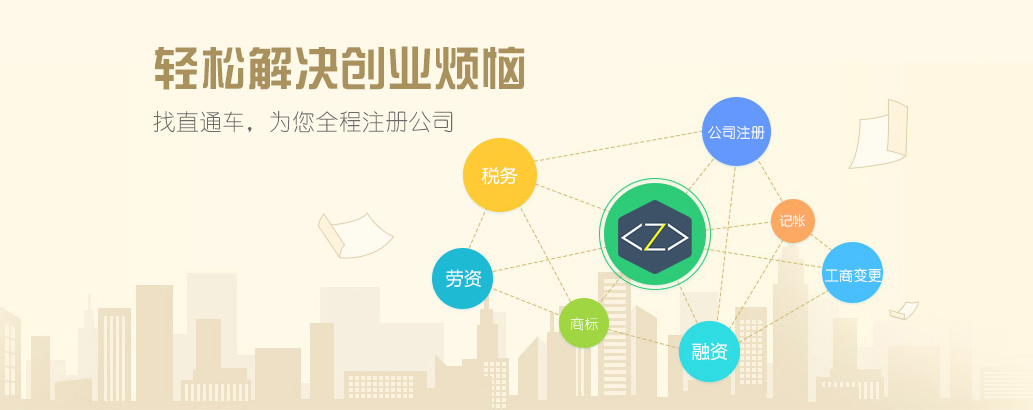 轻松解决创业烦恼
找直通车，为您全程注册公司
公司注册
税务
记帐
<Z>
劳资
工商变更
商标
融资